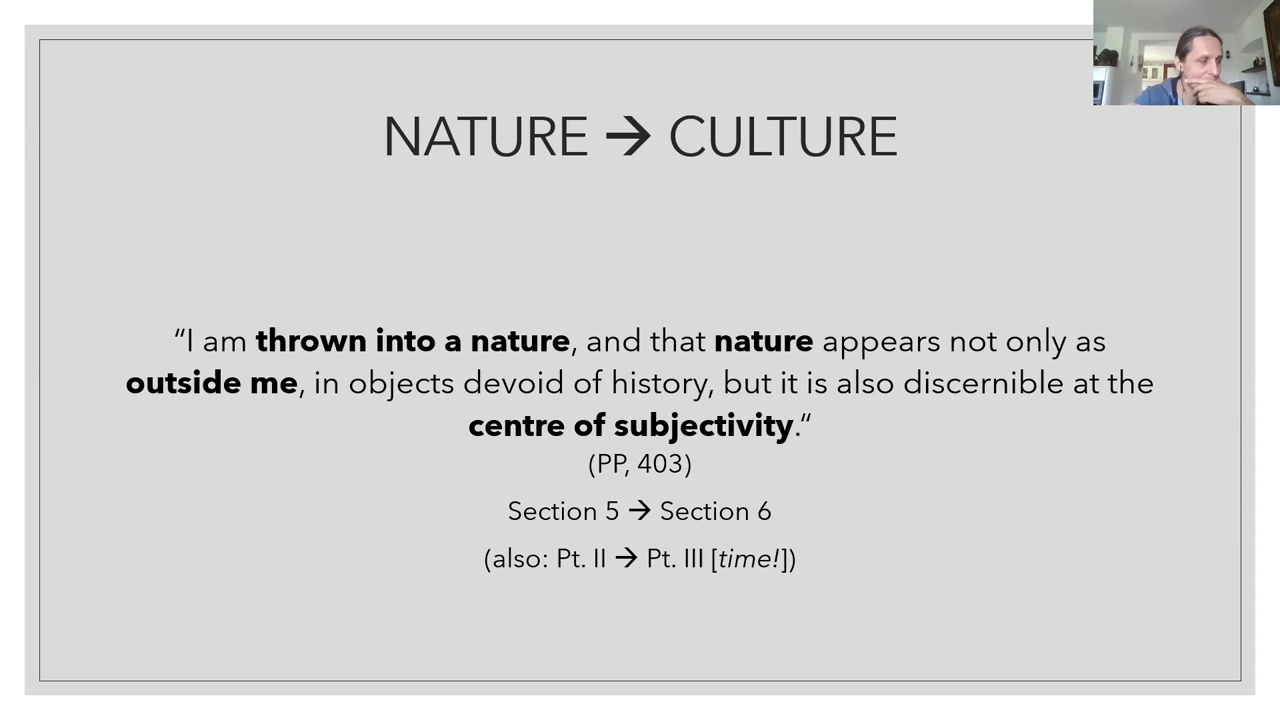 NATURE → CULTURE
“I am thrown into a nature, and that nature appears not only as
outside me, in objects devoid of history, but it is also discernible at the
centre of subjectivity.“
(PP, 403)
Section 5 → Section 6
(also: Pt. II → Pt. III [time!])